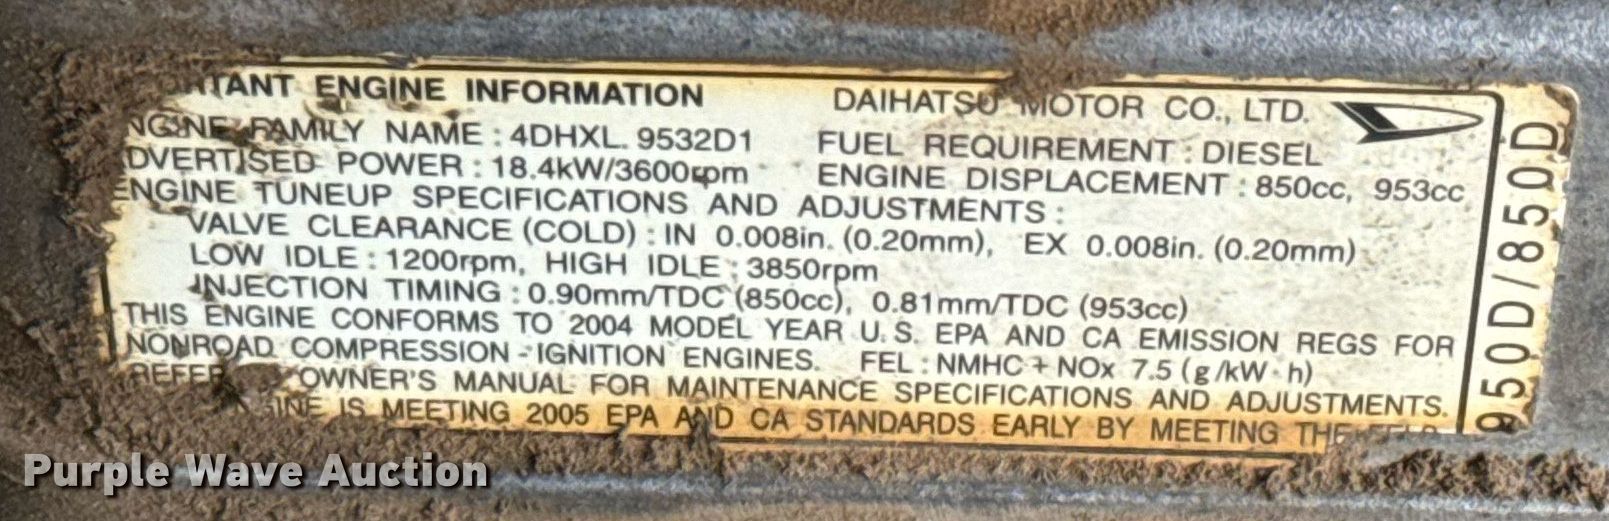 RTANT ENGINE INFORMATION DAIHATSU MOTOR CO., LTD.
NGINE FAMILY NAME : 4DHXL. 9532D1 FUEL REQUIREMENT : DIESEL
DVERTISED POWER : 18.4kW/3600rpm ENGINE DISPLACEMENT : 850cc, 953cc
ENGINE TUNEUP SPECIFICATIONS AND ADJUSTMENTS :
VALVE CLEARANCE (COLD) : IN 0.008in. (0.20mm), EX 0.008in. (0.20mm)
LOW IDLE : 1200rpm, HIGH IDLE : 3850rpm
INJECTION TIMING : 0.90mm/TDC (850cc), 0.81mm/TDC (953cc)
THIS ENGINE CONFORMS TO 2004 MODEL YEAR U.S. EPA AND CA EMISSION REGS FOR
NONROAD COMPRESSION - IGNITION ENGINES. FEL : NMHC + NOx 7.5 (g/kW·h)
REFER OWNER'S MANUAL FOR MAINTENANCE SPECIFICATIONS AND ADJUSTMENTS.
GINE IS MEETING 2005 EPA AND CA STANDARDS EARLY BY MEETING THE
950D/850D
Purple Wave Auction